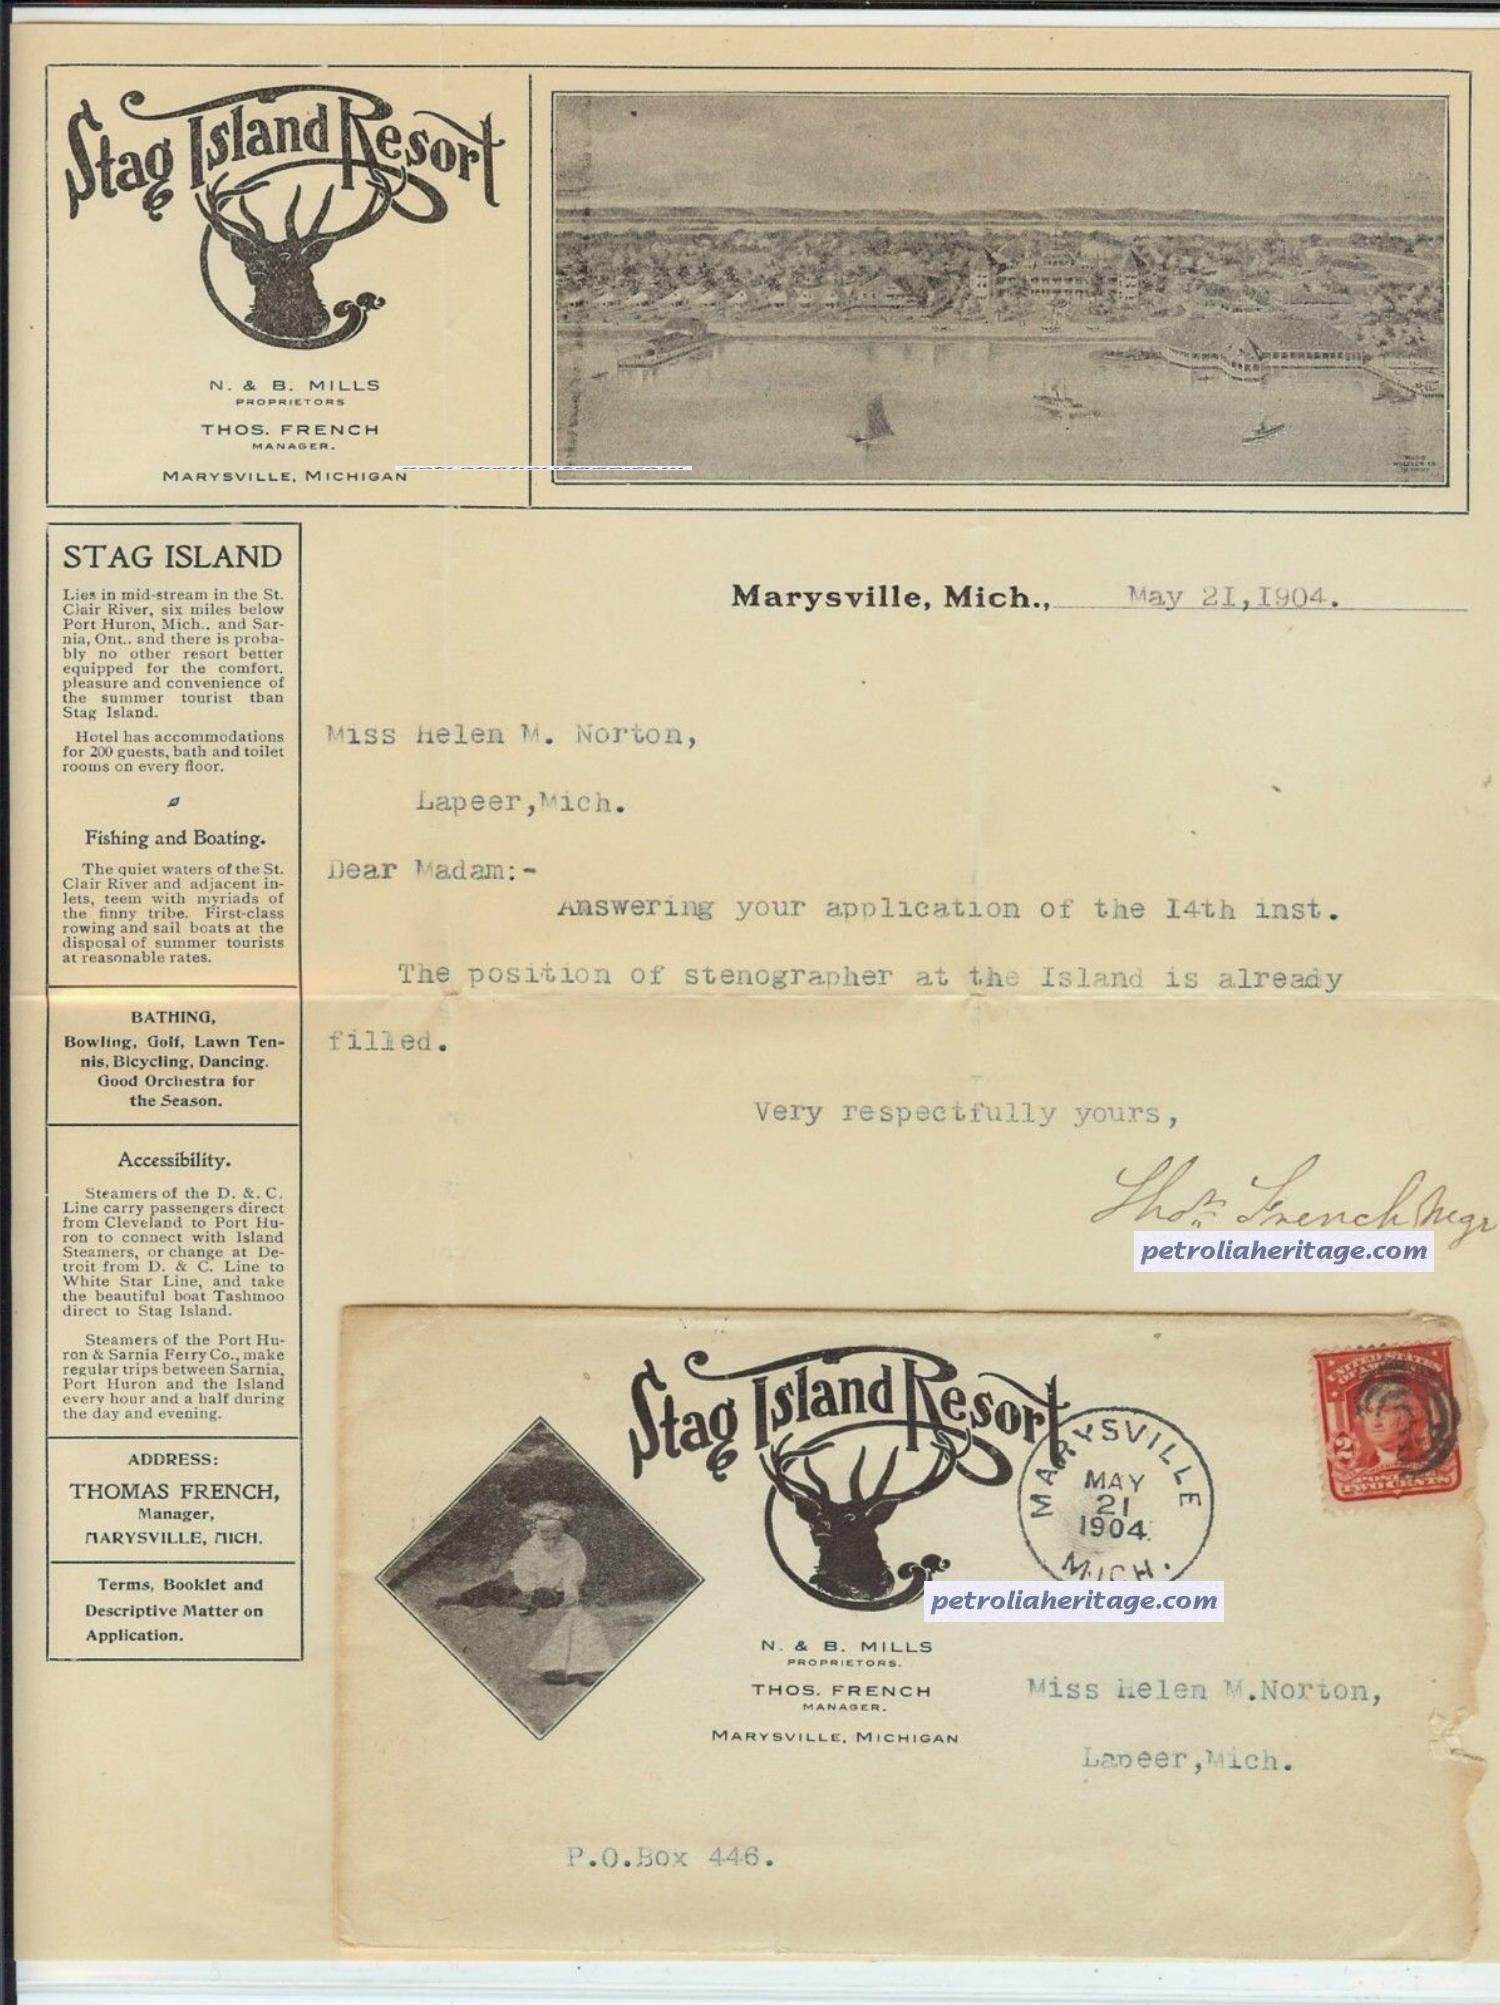 Stag Island Resort
N. & B. MILLS
PROPRIETORS
THOS. FRENCH
MANAGER.
MARYSVILLE, MICHIGAN
STAG ISLAND
Lies in mid-stream in the St.
Clair River, six miles below
Port Huron, Mich., and Sar-
nia, Ont., and there is proba-
bly no other resort better
equipped for the comfort,
pleasure and convenience of
the summer tourist than
Stag Island.
Hotel has accommodations
for 200 guests, bath and toilet
rooms on every floor.
Fishing and Boating.
The quiet waters of the St.
Clair River and adjacent in-
lets, teem with myriads of
the finny tribe. First-class
rowing and sail boats at the
disposal of summer tourists
at reasonable rates.
BATHING,
Bowling, Golf, Lawn Ten-
nis, Bicycling, Dancing.
Good Orchestra for
the Season.
Accessibility.
Steamers of the D. & C.
Line carry passengers direct
from Cleveland to Port Hu-
ron to connect with Island
Steamers, or change at De-
troit from D. & C. Line to
White Star Line, and take
the beautiful boat Tashmoo
direct to Stag Island.
Steamers of the Port Hu-
ron & Sarnia Ferry Co., make
regular trips between Sarnia,
Port Huron and the Island
every hour and a half during
the day and evening.
ADDRESS:
THOMAS FRENCH,
Manager,
MARYSVILLE, MICH.
Terms, Booklet and
Descriptive Matter on
Application.
Marysville, Mich., May 21,1904.
Miss Helen M. Norton,
Lapeer,Mich.
Dear Madam:-
Answering your application of the 14th inst.
The position of stenographer at the Island is already
filled.
Very respectfully yours,
Thos. French Mgr
petroliaheritage.com
Stag Island Resort
MARYSVILLE
MAY
21
1904
MICH.
UNITED STATES
OF AMERICA
2
POSTAGE
TWO CENTS
petroliaheritage.com
N. & B. MILLS
PROPRIETORS.
THOS. FRENCH
MANAGER.
MARYSVILLE, MICHIGAN
Miss Helen M.Norton,
Lapeer,Mich.
P.O.Box 446.